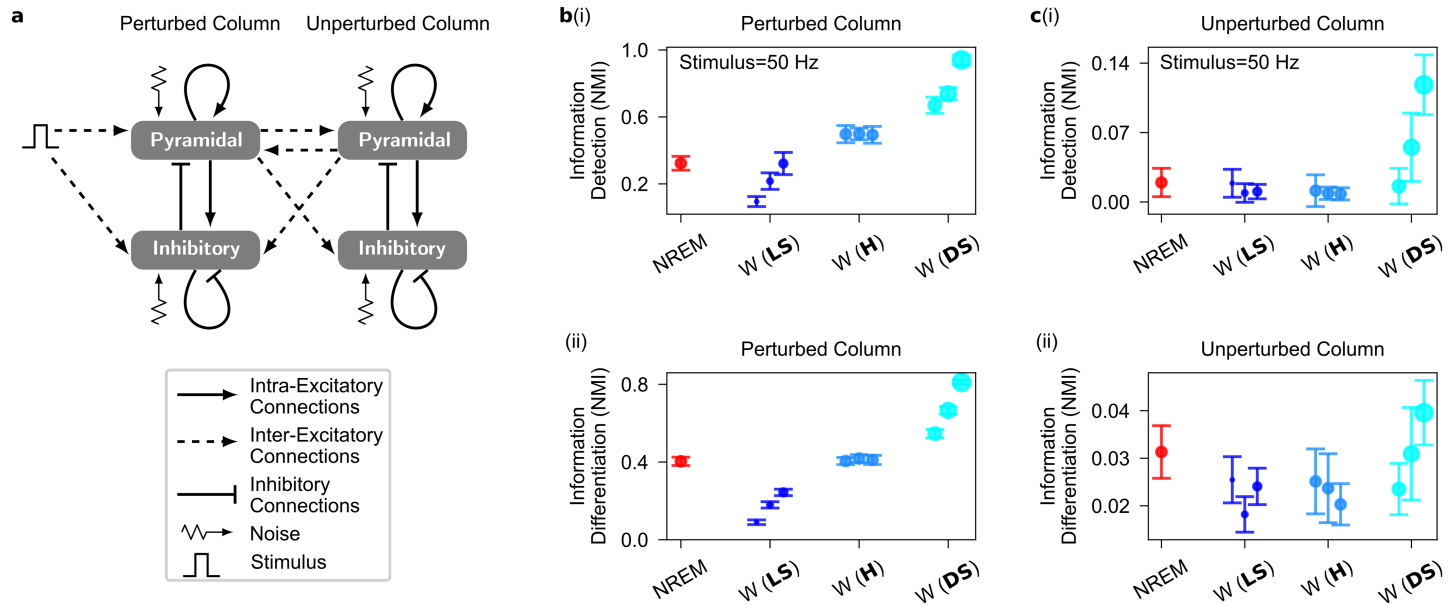 a
Perturbed Column
Unperturbed Column
Pyramidal
Pyramidal
Inhibitory
Inhibitory
Intra-Excitatory
Connections
Inter-Excitatory
Connections
Inhibitory
Connections
Noise
Stimulus
b(i)
Perturbed Column
Stimulus=50 Hz
Information
Detection (NMI)
1.0
0.6
0.2
NREM
W (LS)
W (H)
W (DS)
c(i)
Unperturbed Column
Stimulus=50 Hz
Information
Detection (NMI)
0.14
0.07
0.00
NREM
W (LS)
W (H)
W (DS)
(ii)
Perturbed Column
Information
Differentiation (NMI)
0.8
0.4
0.0
NREM
W (LS)
W (H)
W (DS)
(ii)
Unperturbed Column
Information
Differentiation (NMI)
0.04
0.03
0.02
NREM
W (LS)
W (H)
W (DS)